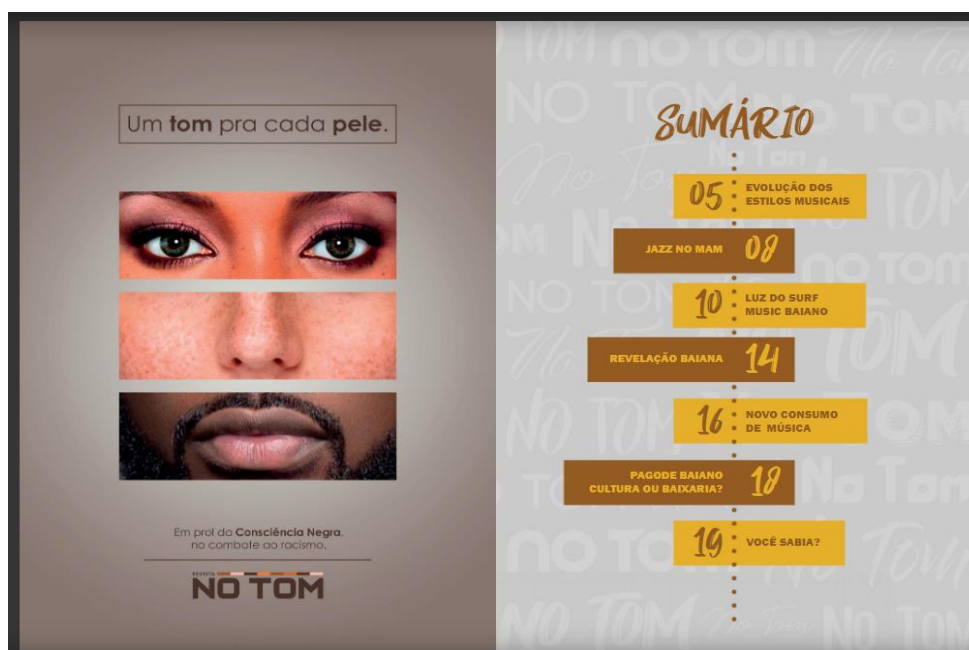 Um tom pra cada pele.
Em prol da Consciência Negra,
no combate ao racismo.
REVISTA
NO TOM
SUMÁRIO
05 EVOLUÇÃO DOS
ESTILOS MUSICAIS
JAZZ NO MAM 08
10 LUZ DO SURF
MUSIC BAIANO
REVELAÇÃO BAIANA 14
16 NOVO CONSUMO
DE MÚSICA
PAGODE BAIANO
CULTURA OU BAIXARIA? 18
19 VOCÊ SABIA?